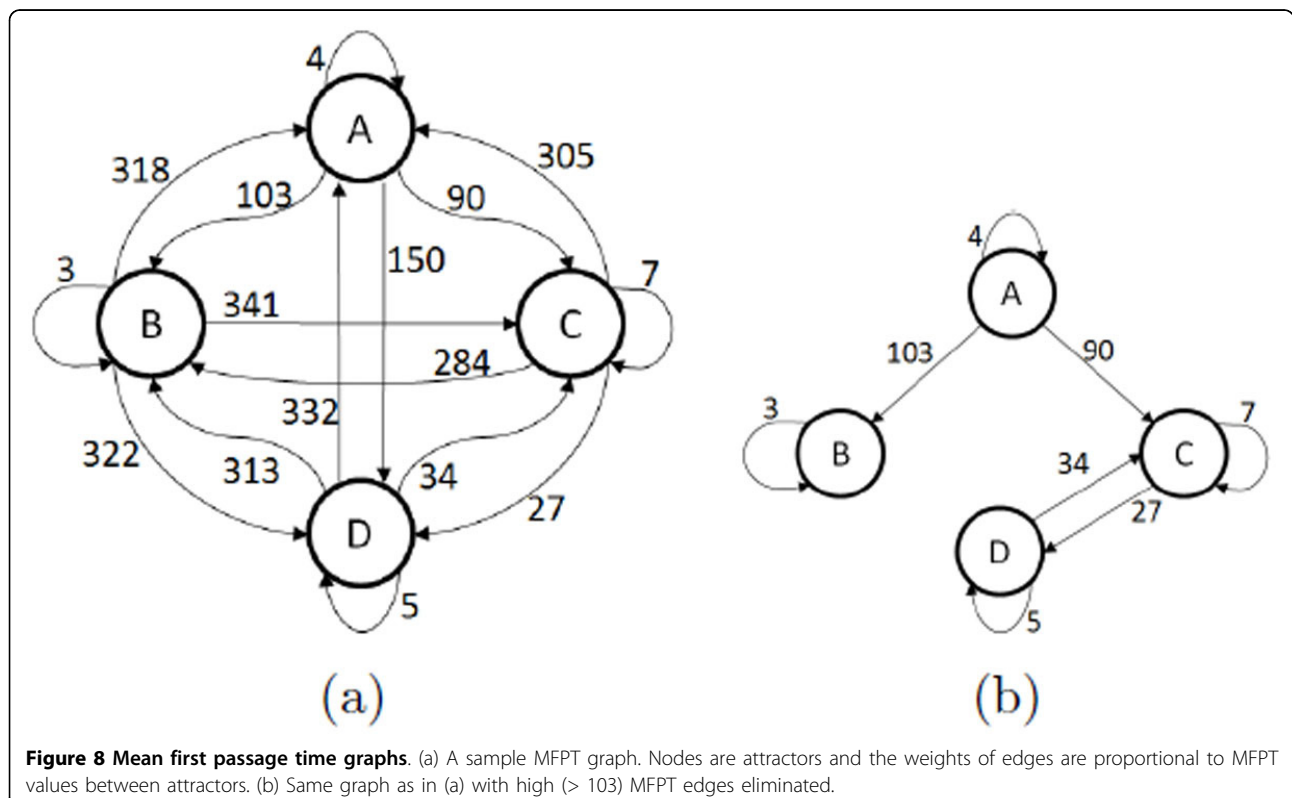 4
A
318
305
103
90
150
3
7
B
341
C
284
332
322
313
34
27
D
5
(a)
4
A
103
90
3
7
B
C
34
27
D
5
(b)
Figure 8 Mean first passage time graphs. (a) A sample MFPT graph. Nodes are attractors and the weights of edges are proportional to MFPT
values between attractors. (b) Same graph as in (a) with high (> 103) MFPT edges eliminated.